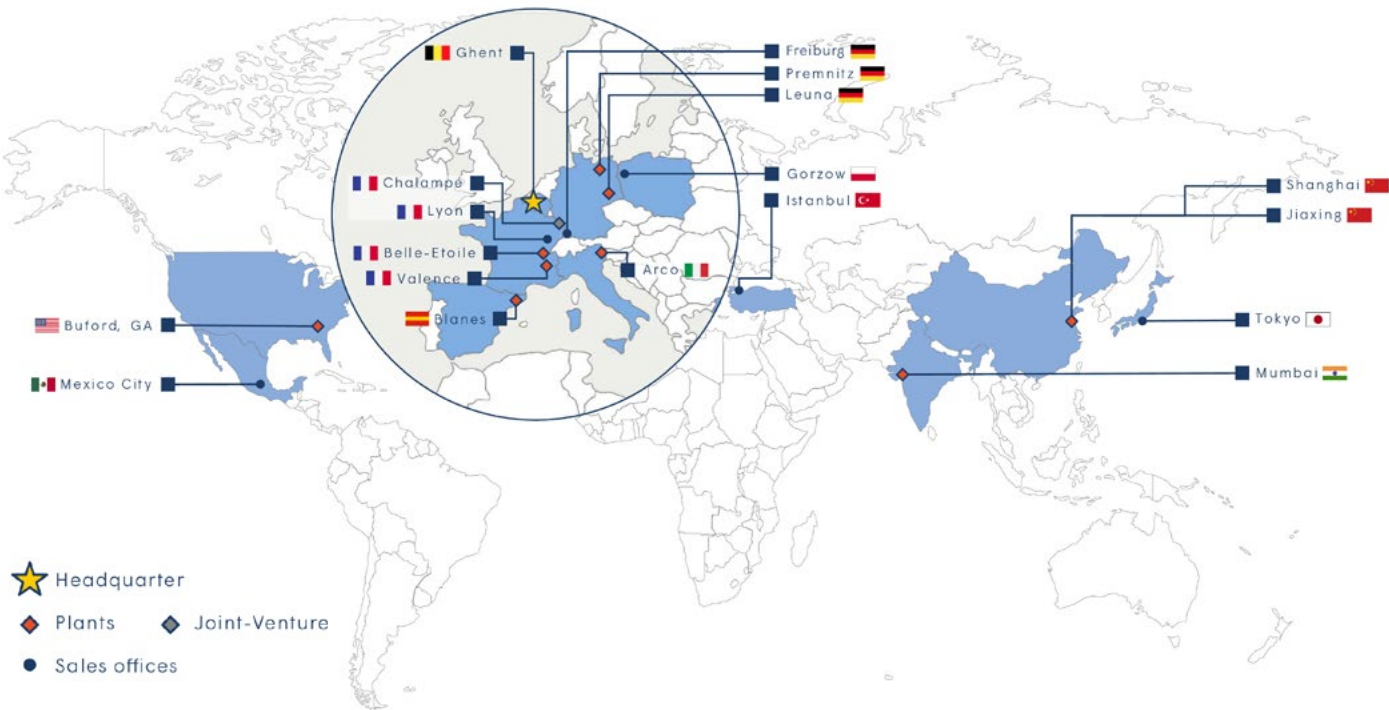 Ghent
Freiburg
Premnitz
Leuna
Chalampé
Gorzow
Shanghai
Lyon
Istanbul
Jiaxing
Belle-Etoile
Arco
Valence
Blanes
Buford, GA
Tokyo
Mexico City
Mumbai
Headquarter
Plants
Joint-Venture
Sales offices